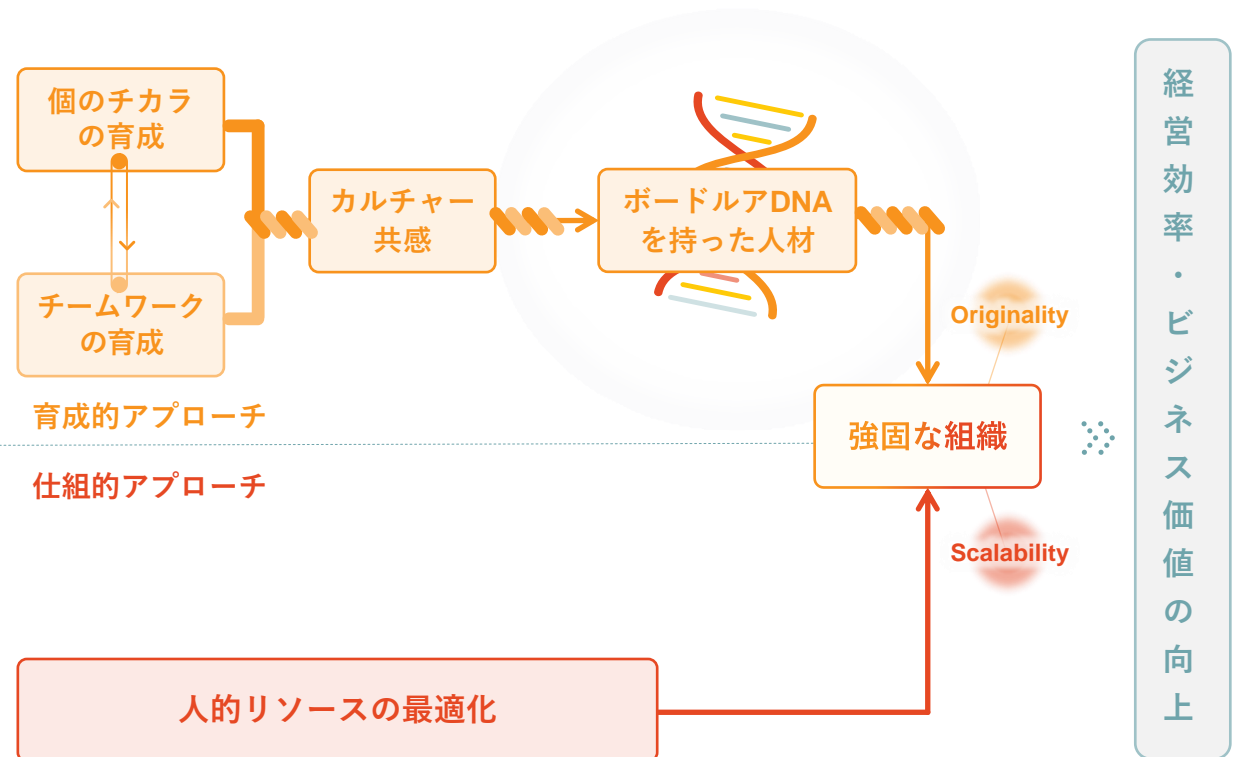 個のチカラ
の育成
カルチャー
共感
ボードルアDNA
を持った人材
チームワーク
の育成
Originality
育成的アプローチ
強固な組織
仕組的アプローチ
Scalability
人的リソースの最適化
経営効率・ビジネス価値の向上